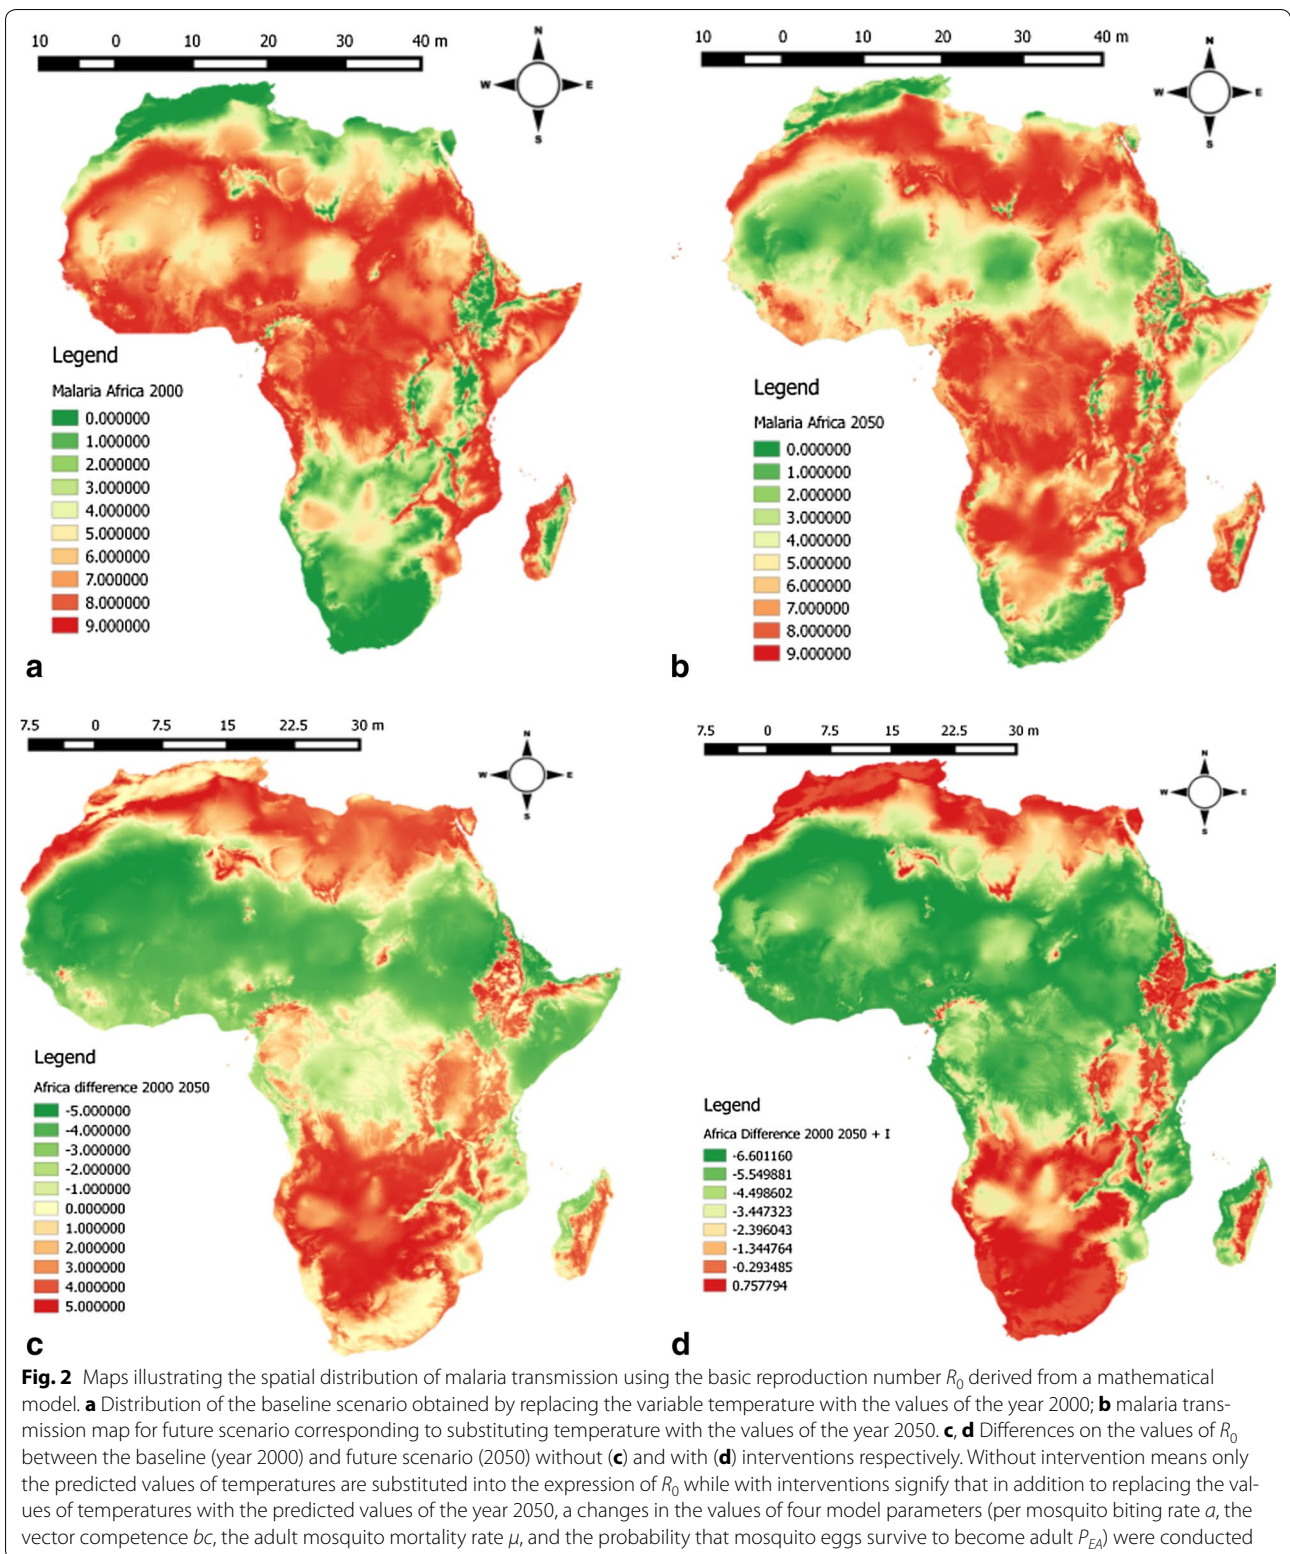 10 0 10 20 30 40 m
N
W E
S
Legend
Malaria Africa 2000
0.000000
1.000000
2.000000
3.000000
4.000000
5.000000
6.000000
7.000000
8.000000
9.000000
a
10 0 10 20 30 40 m
N
W E
S
Legend
Malaria Africa 2050
0.000000
1.000000
2.000000
3.000000
4.000000
5.000000
6.000000
7.000000
8.000000
9.000000
b
7.5 0 7.5 15 22.5 30 m
N
W E
S
Legend
Africa difference 2000 2050
-5.000000
-4.000000
-3.000000
-2.000000
-1.000000
0.000000
1.000000
2.000000
3.000000
4.000000
5.000000
c
7.5 0 7.5 15 22.5 30 m
N
W E
S
Legend
Africa Difference 2000 2050 + I
-6.601160
-5.549881
-4.498602
-3.447323
-2.396043
-1.344764
-0.293485
0.757794
d
Fig. 2 Maps illustrating the spatial distribution of malaria transmission using the basic reproduction number R0 derived from a mathematical
model. a Distribution of the baseline scenario obtained by replacing the variable temperature with the values of the year 2000; b malaria trans-
mission map for future scenario corresponding to substituting temperature with the values of the year 2050. c, d Differences on the values of R0
between the baseline (year 2000) and future scenario (2050) without (c) and with (d) interventions respectively. Without intervention means only
the predicted values of temperatures are substituted into the expression of R0 while with interventions signify that in addition to replacing the val-
ues of temperatures with the predicted values of the year 2050, a changes in the values of four model parameters (per mosquito biting rate a, the
vector competence bc, the adult mosquito mortality rate μ, and the probability that mosquito eggs survive to become adult PEA) were conducted